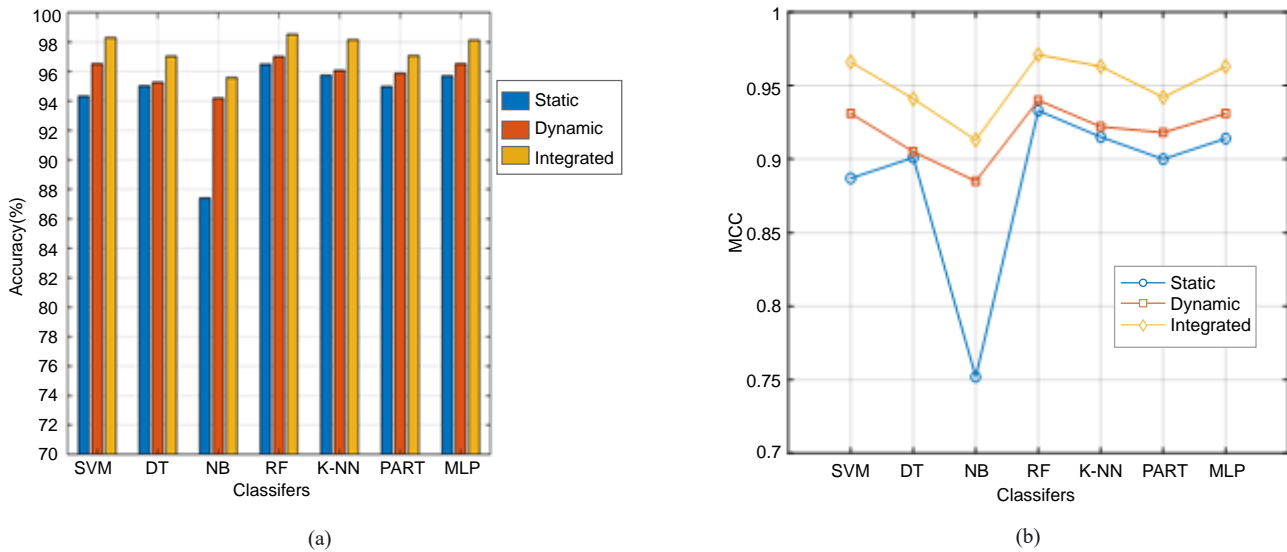 100
98
96
94
92
90
88
86
84
82
80
78
76
74
72
70
Accuracy(%)
SVM DT NB RF K-NN PART MLP
Classifers
Static
Dynamic
Integrated
(a)
1
0.95
0.9
0.85
0.8
0.75
0.7
MCC
SVM DT NB RF K-NN PART MLP
Classifers
Static
Dynamic
Integrated
(b)